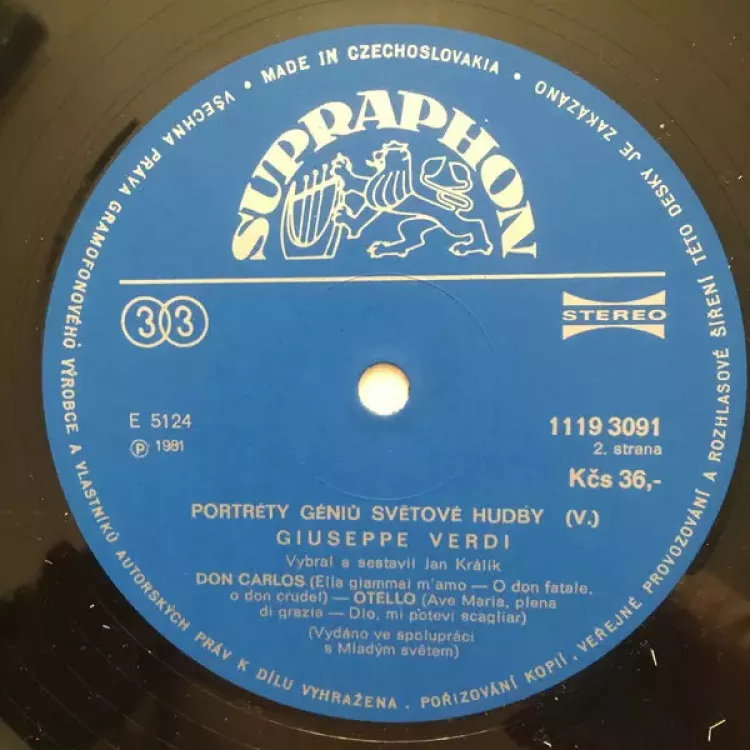 VŠECHNA PRÁVA GRAMOFONOVÉHO VÝROBCE A VLASTNÍKŮ AUTORSKÝCH PRÁV K DÍLU VYHRAŽENA. POŘIZOVÁNÍ KOPIÍ, VEŘEJNÉ PROVOZOVÁNÍ A ROZHLASOVÉ ŠÍŘENÍ TÉTO DESKY JE ZAKÁZÁNO • MADE IN CZECHOSLOVAKIA •
SUPRAPHON
33
STEREO
E 5124
Ⓟ 1981
1119 3091
2. strana
Kčs 36,-
PORTRÉTY GÉNIŮ SVĚTOVÉ HUDBY (V.)
GIUSEPPE VERDI
Vybral a sestavil Jan Králík
DON CARLOS (Ella giammai m'amo — O don fatale,
o don crudel) — OTELLO (Ave Maria, plena
di grazia — Dio, mi potevi scagliar)
(Vydáno ve spolupráci
s Mladým světem)